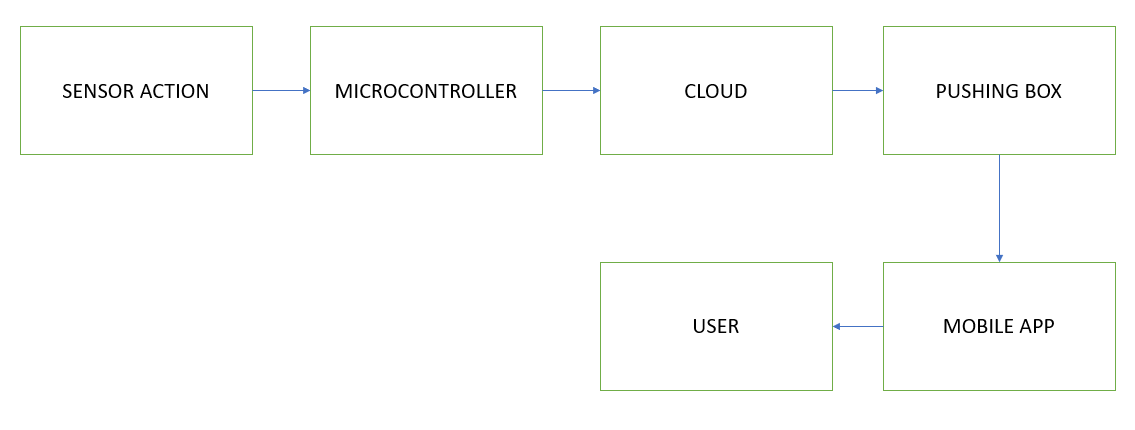 SENSOR ACTION
MICROCONTROLLER
CLOUD
PUSHING BOX
USER
MOBILE APP